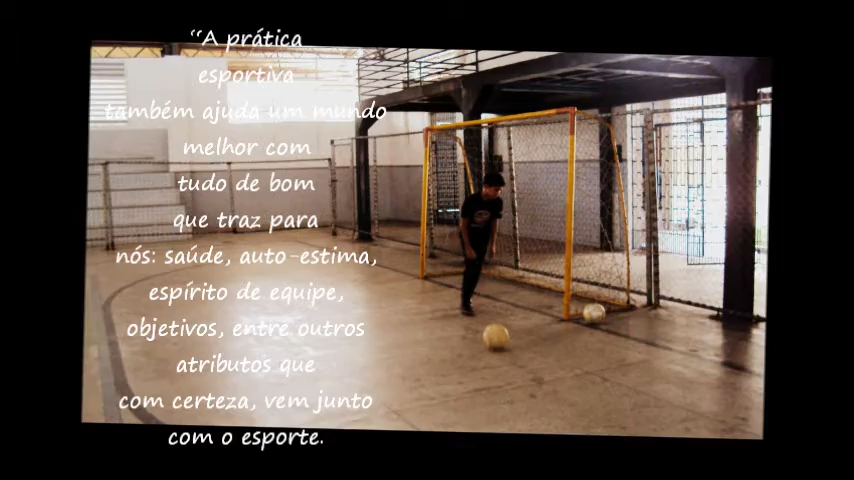 “A prática
esportiva
também ajuda um mundo
melhor com
tudo de bom
que traz para
nós: saúde, auto-estima,
espírito de equipe,
objetivos, entre outros
atributos que
com certeza, vem junto
com o esporte.